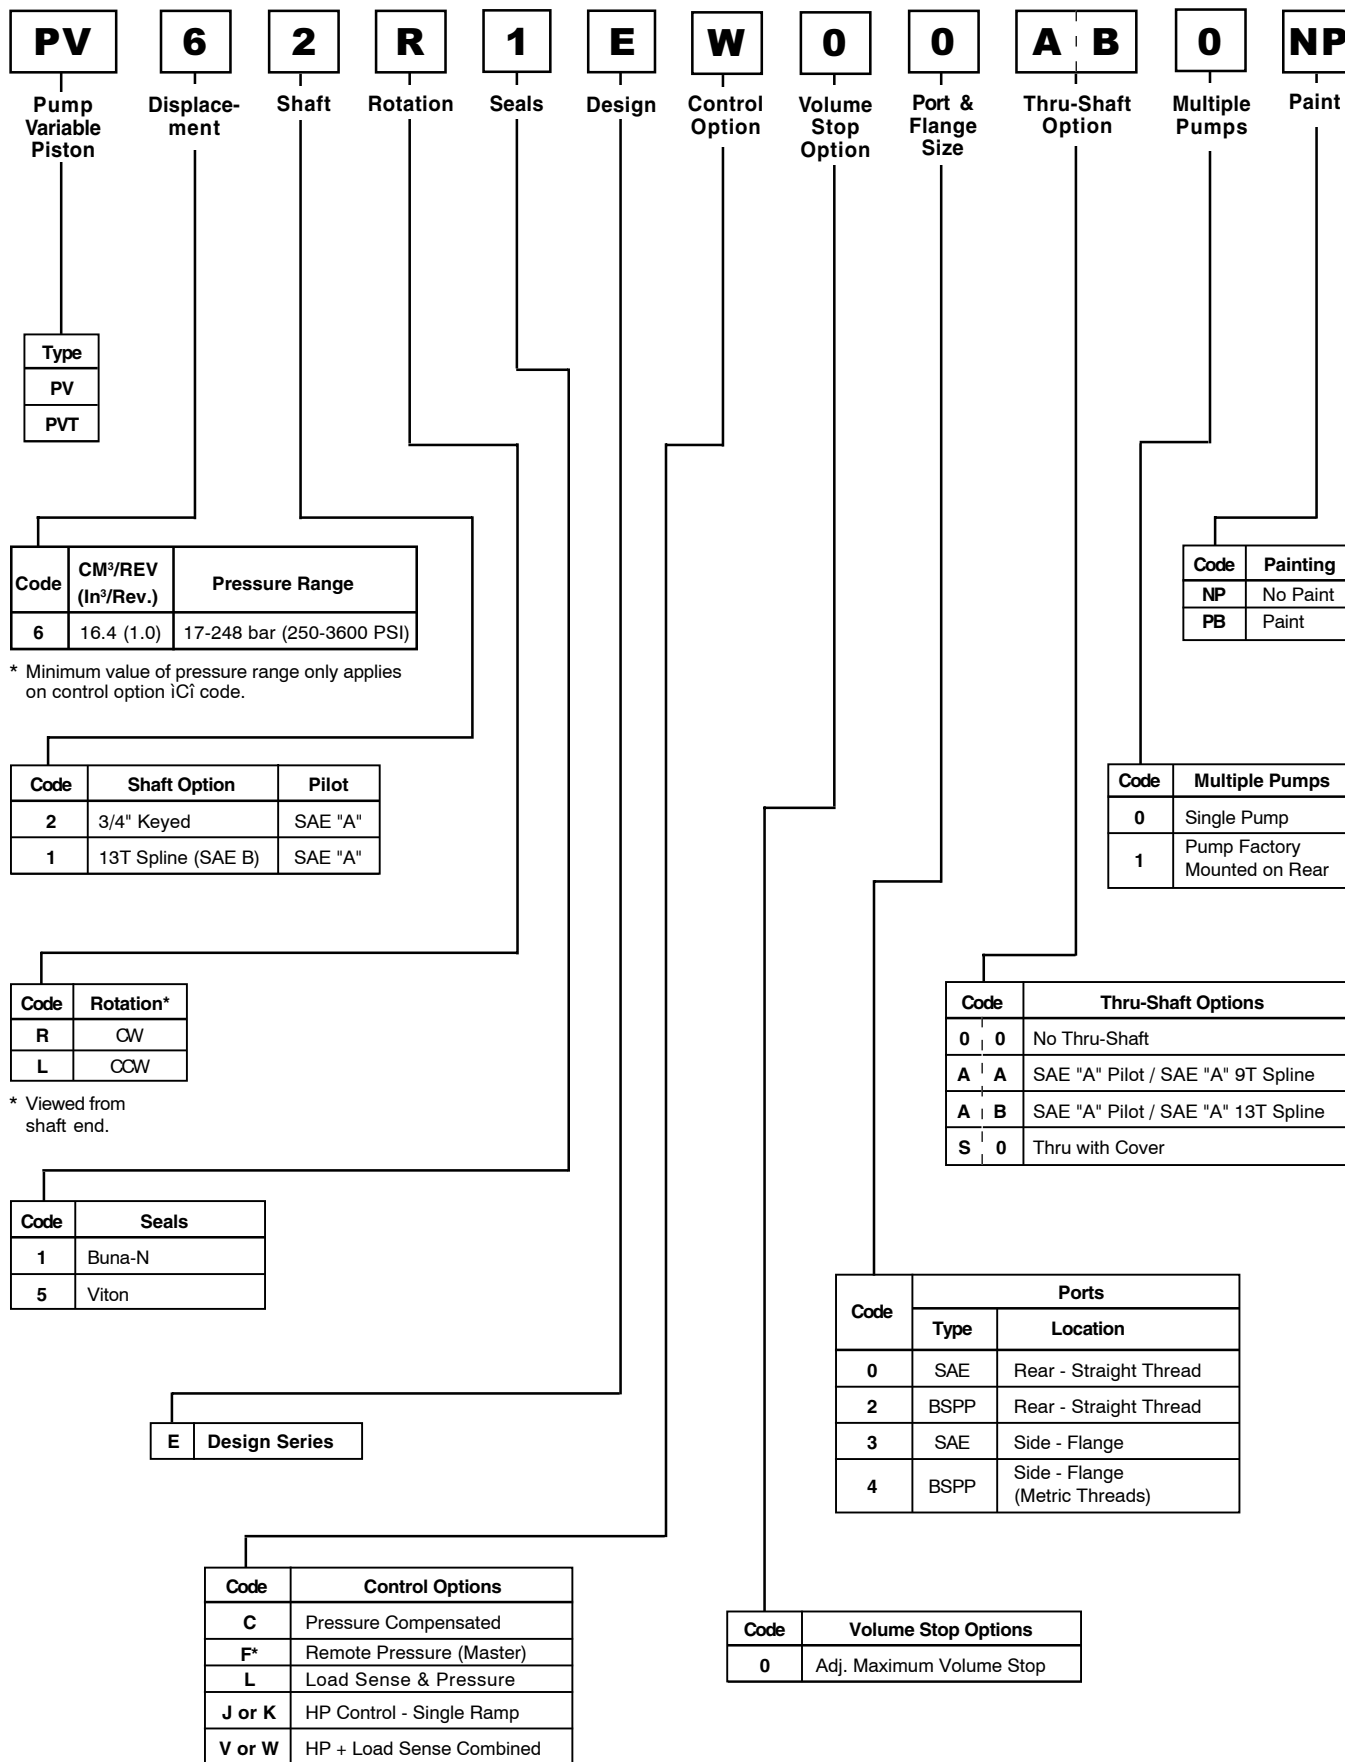 PV 6 2 R 1 E W 0 0 A B 0 NP
Pump
Variable
Piston
Displace-
ment
Shaft
Rotation
Seals
Design
Control
Option
Volume
Stop
Option
Port &
Flange
Size
Thru-Shaft
Option
Multiple
Pumps
Paint
Type
PV
PVT
Code CM³/REV (In³/Rev.) Pressure Range
6 16.4 (1.0) 17-248 bar (250-3600 PSI)
* Minimum value of pressure range only applies
on control option ìCî code.
Code Painting
NP No Paint
PB Paint
Code Shaft Option Pilot
2 3/4" Keyed SAE "A"
1 13T Spline (SAE B) SAE "A"
Code Multiple Pumps
0 Single Pump
1 Pump Factory
Mounted on Rear
Code Rotation*
R CW
L CCW
* Viewed from
shaft end.
Code Thru-Shaft Options
0 0 No Thru-Shaft
A A SAE "A" Pilot / SAE "A" 9T Spline
A B SAE "A" Pilot / SAE "A" 13T Spline
S 0 Thru with Cover
Code Seals
1 Buna-N
5 Viton
Code Ports
Type Location
0 SAE Rear - Straight Thread
2 BSPP Rear - Straight Thread
3 SAE Side - Flange
4 BSPP Side - Flange
(Metric Threads)
E Design Series
Code Control Options
C Pressure Compensated
F* Remote Pressure (Master)
L Load Sense & Pressure
J or K HP Control - Single Ramp
V or W HP + Load Sense Combined
Code Volume Stop Options
0 Adj. Maximum Volume Stop